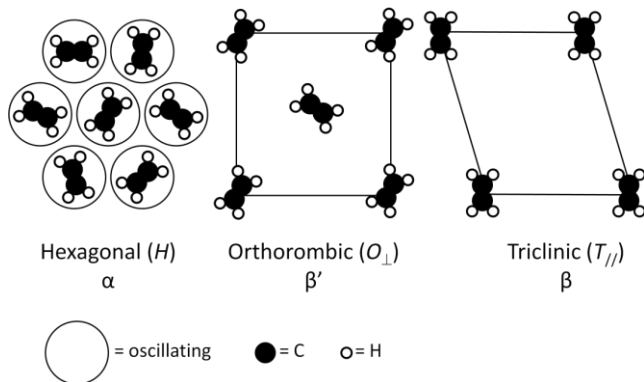 Hexagonal (H) Orthorombic (O⊥) Triclinic (T//)
α β' β
= oscillating = C = H